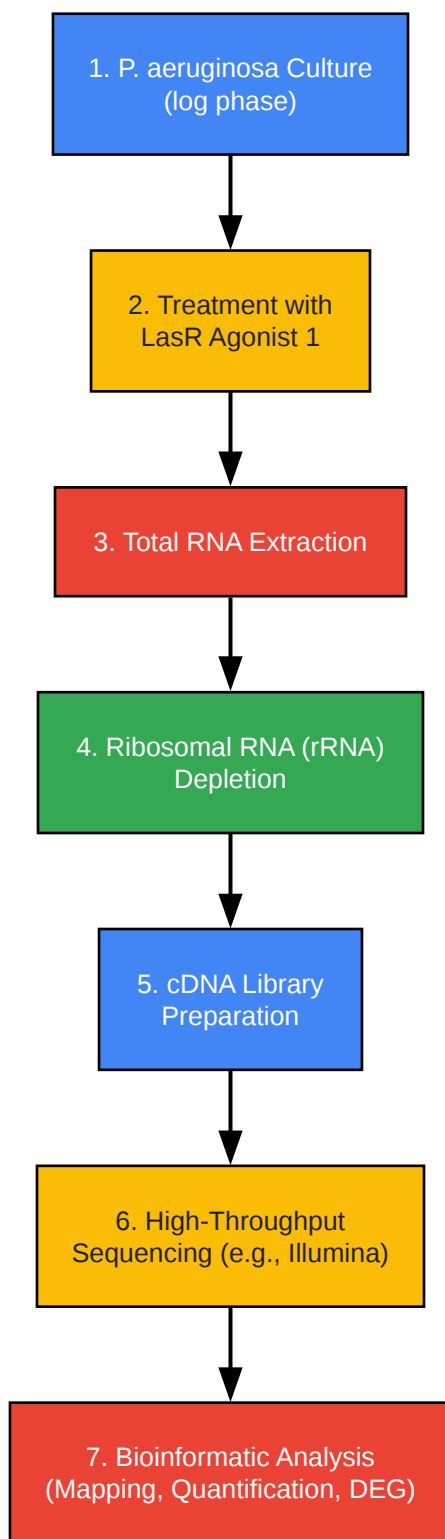 1. P. aeruginosa Culture
(log phase)
2. Treatment with
LasR Agonist 1
3. Total RNA Extraction
4. Ribosomal RNA (rRNA)
Depletion
5. cDNA Library
Preparation
6. High-Throughput
Sequencing (e.g., Illumina)
7. Bioinformatic Analysis
(Mapping, Quantification, DEG)